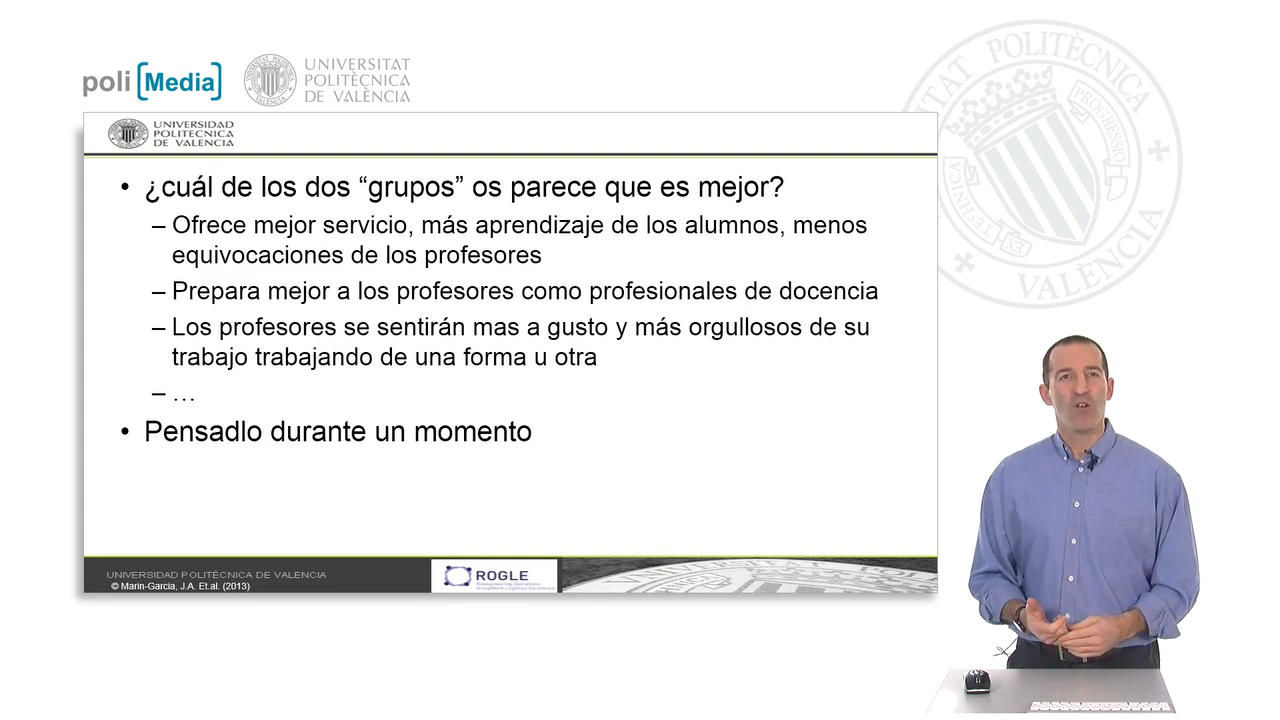 poli [Media]
UNIVERSITAT
POLITÈCNICA
DE VALÈNCIA
UNIVERSIDAD
POLITECNICA
DE VALENCIA
• ¿cuál de los dos “grupos” os parece que es mejor?
– Ofrece mejor servicio, más aprendizaje de los alumnos, menos
equivocaciones de los profesores
– Prepara mejor a los profesores como profesionales de docencia
– Los profesores se sentirán mas a gusto y más orgullosos de su
trabajo trabajando de una forma u otra
– …
• Pensadlo durante un momento
UNIVERSIDAD POLITÉCNICA DE VALENCIA
© Marin-Garcia, J.A. Et.al. (2013)
ROGLE
POLITÈCNICA
VALÈNCIA
PROGRESSIO